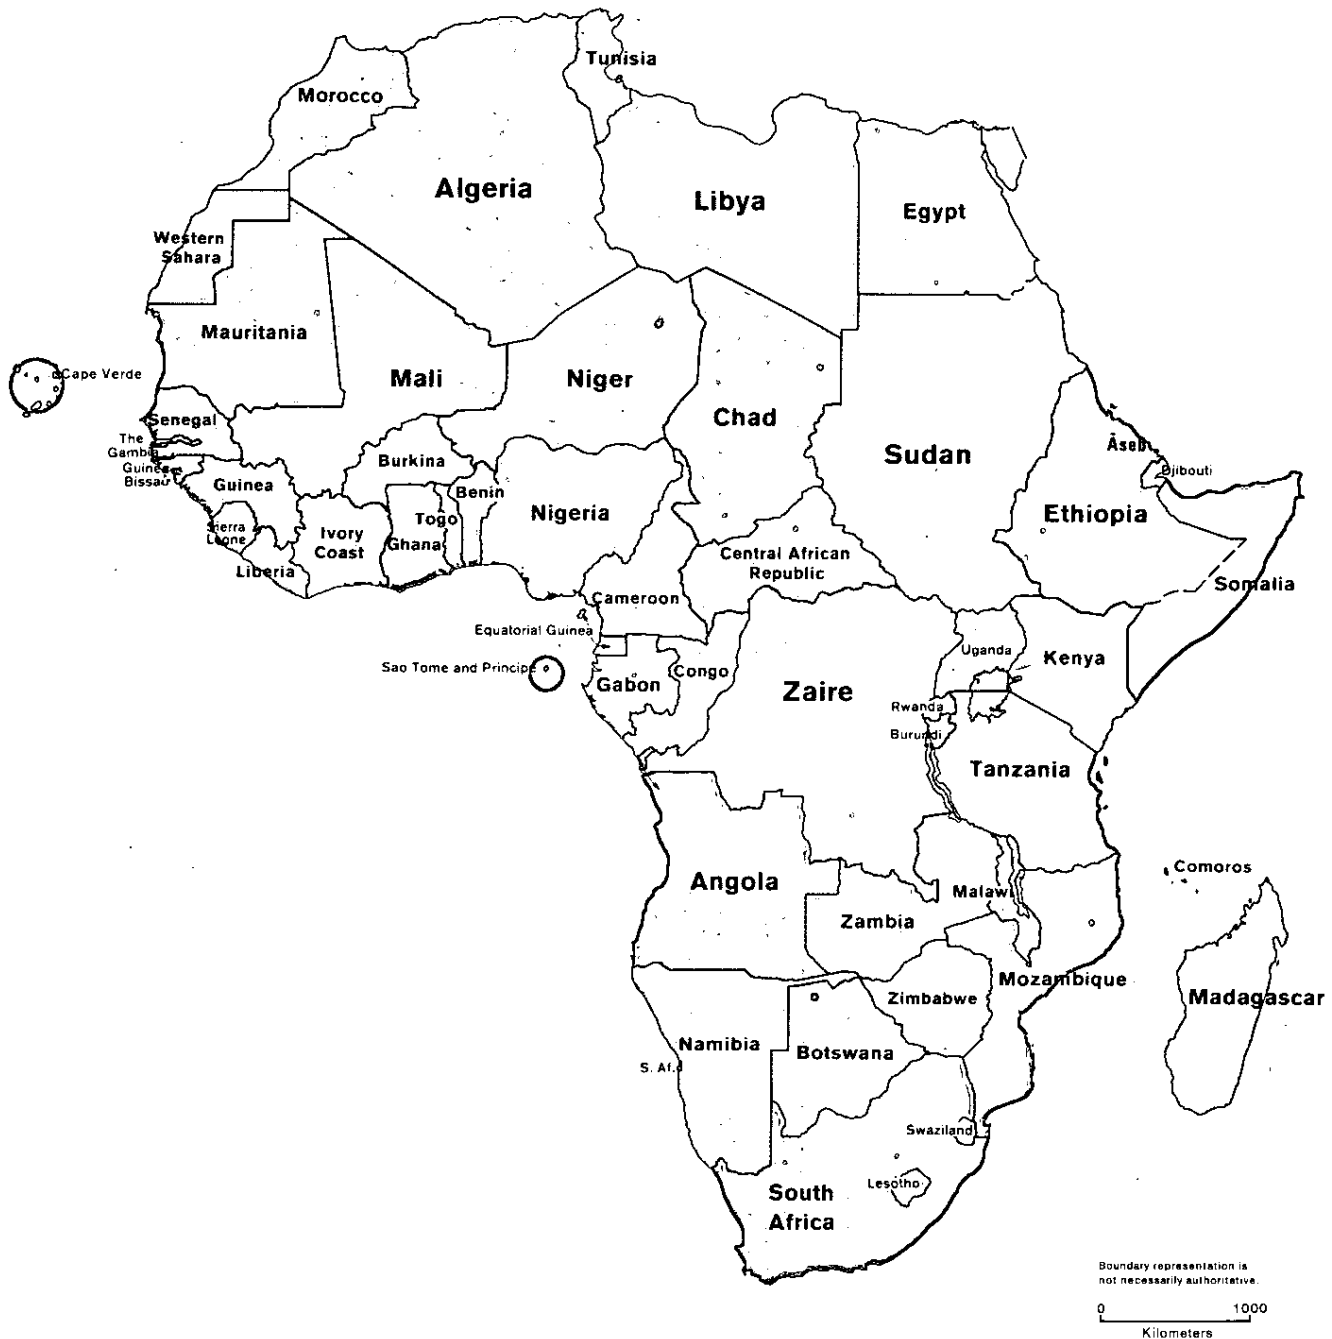 Tunisia
Morocco
Algeria
Libya
Egypt
Western
Sahara
Mauritania
Cape Verde
Mali
Niger
Chad
Senegal
The
Gambia
Sudan
Āseb
Burkina
Guinea
Bissau
Djibouti
Guinea
Benin
Nigeria
Ethiopia
Togo
Sierra
Leone
Ivory
Coast
Ghana
Central African
Republic
Liberia
Somalia
Cameroon
Equatorial Guinea
Uganda
Kenya
Sao Tome and Principe
Congo
Gabon
Zaire
Rwanda
Burundi
Tanzania
Comoros
Angola
Malawi
Zambia
Mozambique
Zimbabwe
Madagascar
Namibia
Botswana
S. Af.
Swaziland
Lesotho
South
Africa
Boundary representation is
not necessarily authoritative.
0 1000
Kilometers